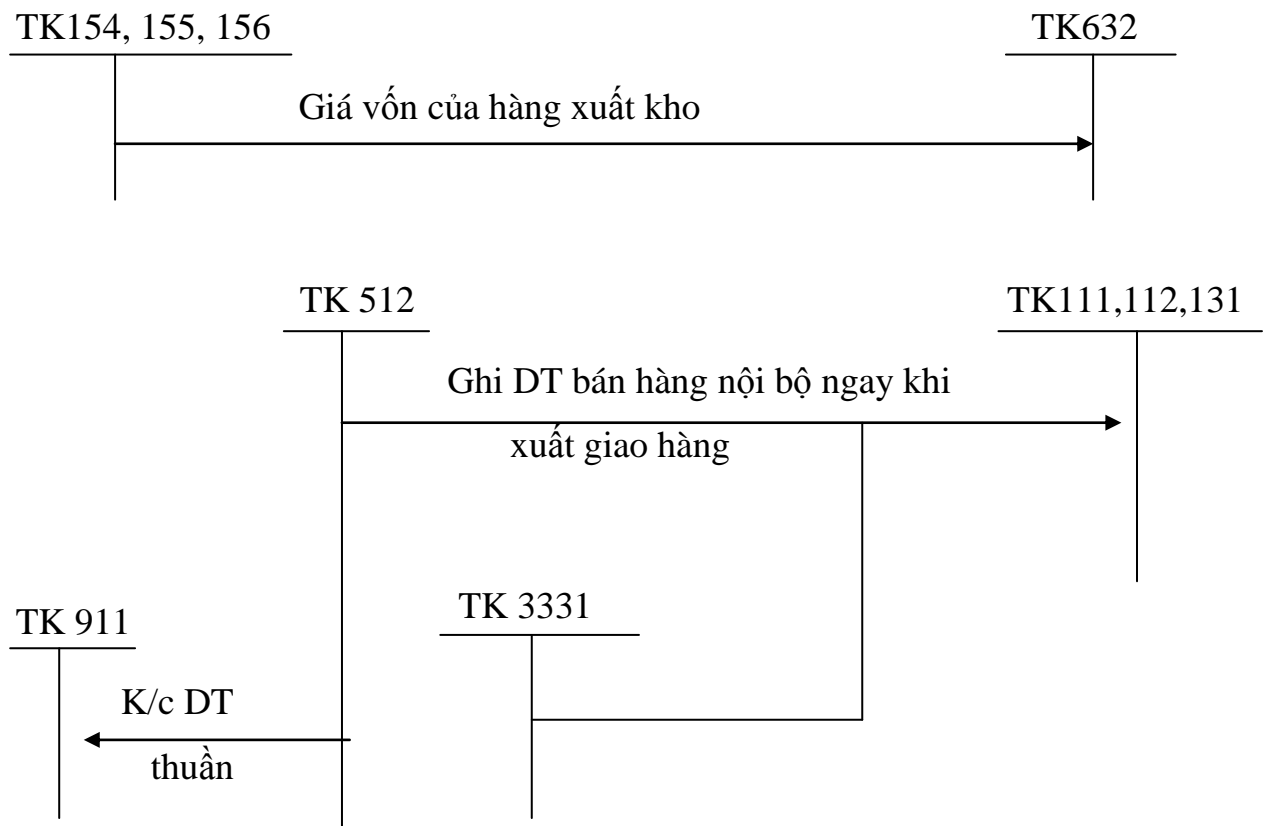 TK154, 155, 156
TK632
Giá vốn của hàng xuất kho
TK 512
TK111,112,131
Ghi DT bán hàng nội bộ ngay khi
xuất giao hàng
TK 911
TK 3331
K/c DT
thuần